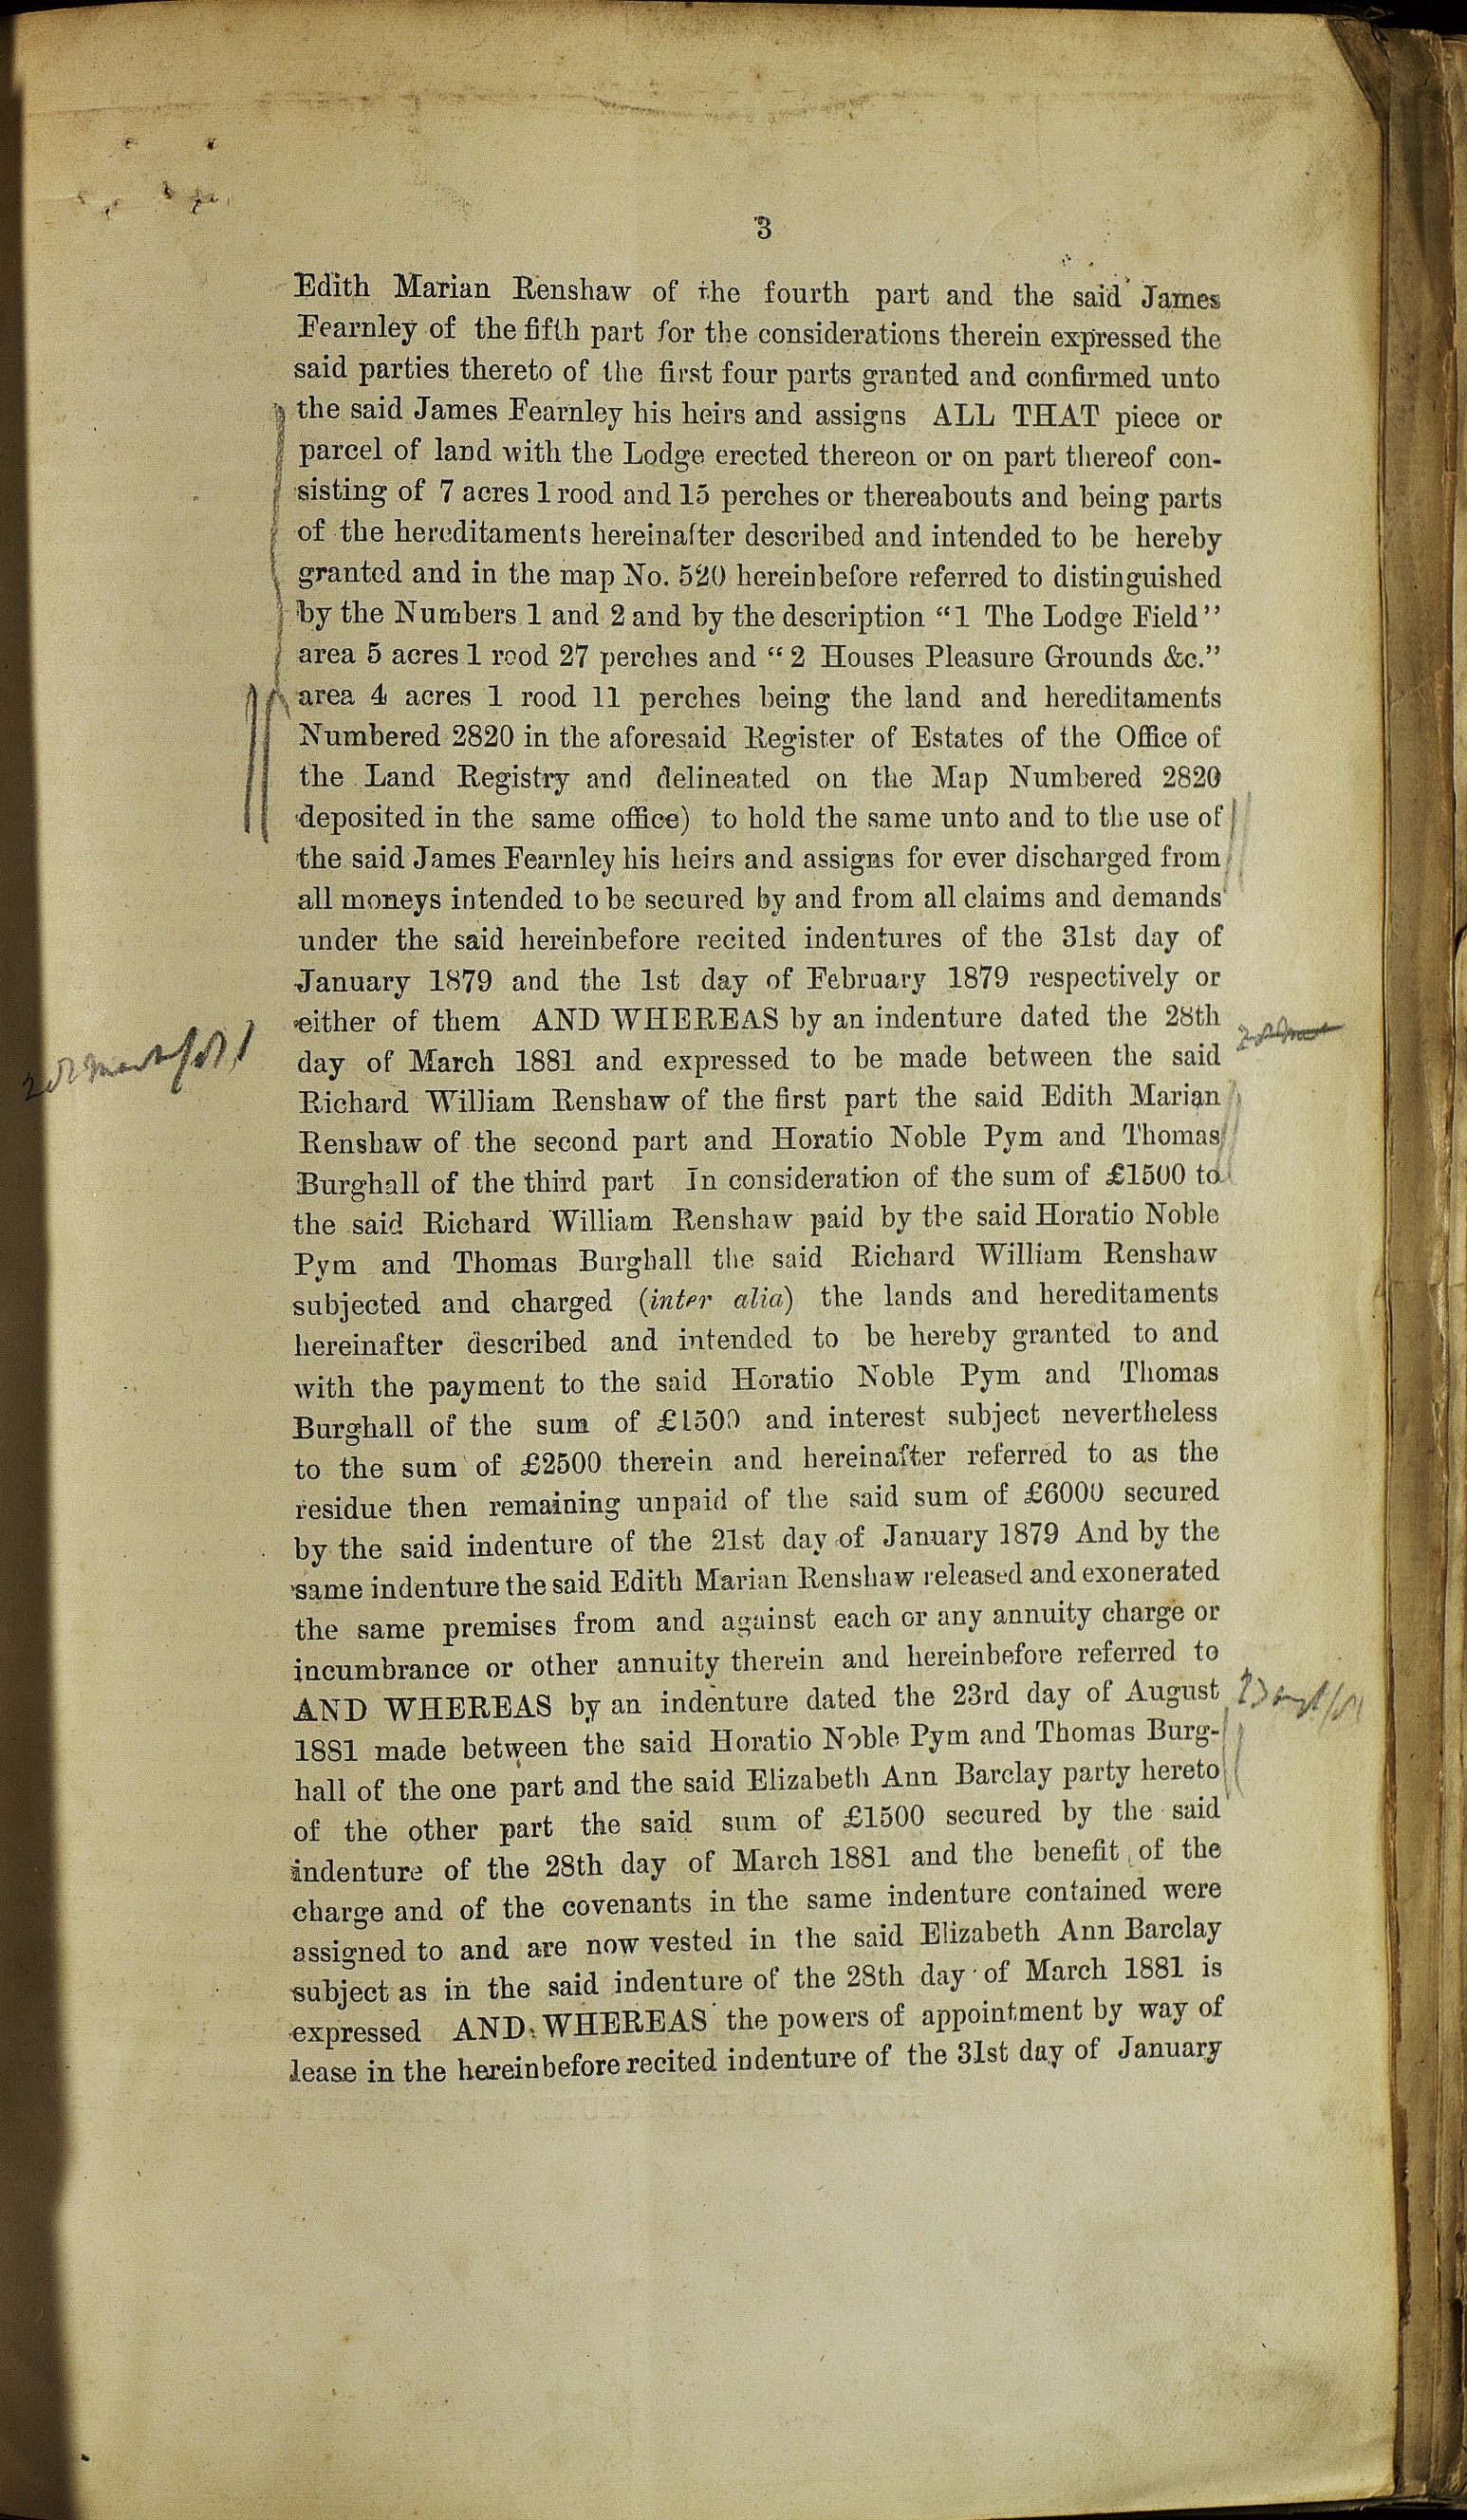 3
Edith Marian Renshaw of the fourth part and the said James
Fearnley of the fifth part for the considerations therein expressed the
said parties thereto of the first four parts granted and confirmed unto
the said James Fearnley his heirs and assigns ALL THAT piece or
parcel of land with the Lodge erected thereon or on part thereof con-
sisting of 7 acres 1 rood and 15 perches or thereabouts and being parts
of the hereditaments hereinafter described and intended to be hereby
granted and in the map No. 520 hereinbefore referred to distinguished
by the Numbers 1 and 2 and by the description “1 The Lodge Field”
area 5 acres 1 rood 27 perches and “2 Houses Pleasure Grounds &c.”
area 4 acres 1 rood 11 perches being the land and hereditaments
Numbered 2820 in the aforesaid Register of Estates of the Office of
the Land Registry and delineated on the Map Numbered 2820
deposited in the same office) to hold the same unto and to the use of
the said James Fearnley his heirs and assigns for ever discharged from
all moneys intended to be secured by and from all claims and demands
under the said hereinbefore recited indentures of the 31st day of
January 1879 and the 1st day of February 1879 respectively or
either of them AND WHEREAS by an indenture dated the 28th
day of March 1881 and expressed to be made between the said
Richard William Renshaw of the first part the said Edith Marian
Renshaw of the second part and Horatio Noble Pym and Thomas
Burghall of the third part In consideration of the sum of £1500 to
the said Richard William Renshaw paid by the said Horatio Noble
Pym and Thomas Burghall the said Richard William Renshaw
subjected and charged (inter alia) the lands and hereditaments
hereinafter described and intended to be hereby granted to and
with the payment to the said Horatio Noble Pym and Thomas
Burghall of the sum of £1500 and interest subject nevertheless
to the sum of £2500 therein and hereinafter referred to as the
residue then remaining unpaid of the said sum of £6000 secured
by the said indenture of the 21st day of January 1879 And by the
same indenture the said Edith Marian Renshaw released and exonerated
the same premises from and against each or any annuity charge or
incumbrance or other annuity therein and hereinbefore referred to
AND WHEREAS by an indenture dated the 23rd day of August
1881 made between the said Horatio Noble Pym and Thomas Burg-
hall of the one part and the said Elizabeth Ann Barclay party hereto
of the other part the said sum of £1500 secured by the said
indenture of the 28th day of March 1881 and the benefit of the
charge and of the covenants in the same indenture contained were
assigned to and are now vested in the said Elizabeth Ann Barclay
subject as in the said indenture of the 28th day of March 1881 is
expressed AND WHEREAS the powers of appointment by way of
lease in the hereinbefore recited indenture of the 31st day of January
28 March/81
23 Augt/81